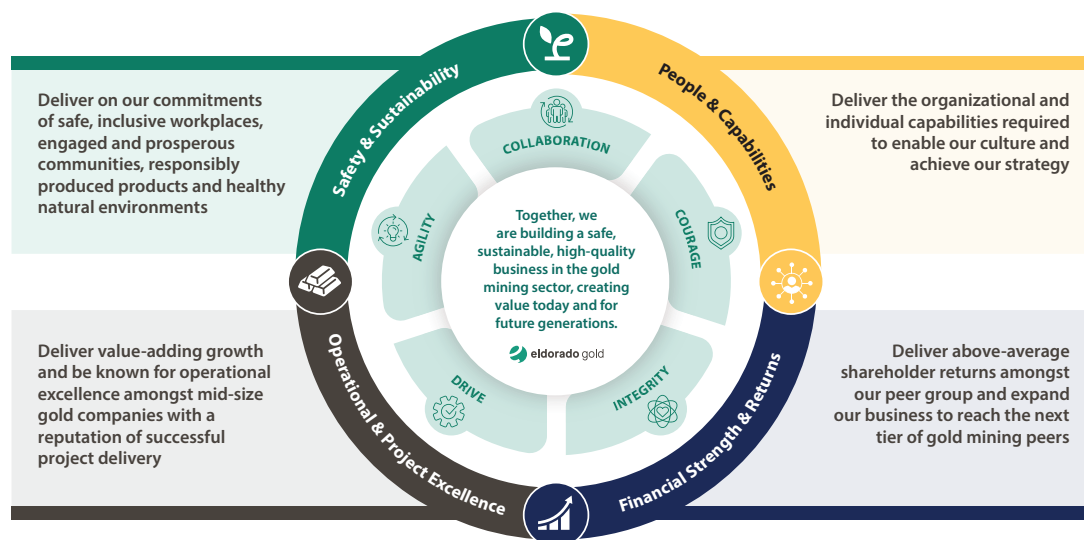 Safety & Sustainability
Deliver on our commitments
of safe, inclusive workplaces,
engaged and prosperous
communities, responsibly
produced products and healthy
natural environments
People & Capabilities
Deliver the organizational and
individual capabilities required
to enable our culture and
achieve our strategy
COLLABORATION
AGILITY
COURAGE
Together, we
are building a safe,
sustainable, high-quality
business in the gold
mining sector, creating
value today and for
future generations.
eldorado gold
DRIVE
INTEGRITY
Operational & Project Excellence
Deliver value-adding growth
and be known for operational
excellence amongst mid-size
gold companies with a
reputation of successful
project delivery
Financial Strength & Returns
Deliver above-average
shareholder returns amongst
our peer group and expand
our business to reach the next
tier of gold mining peers